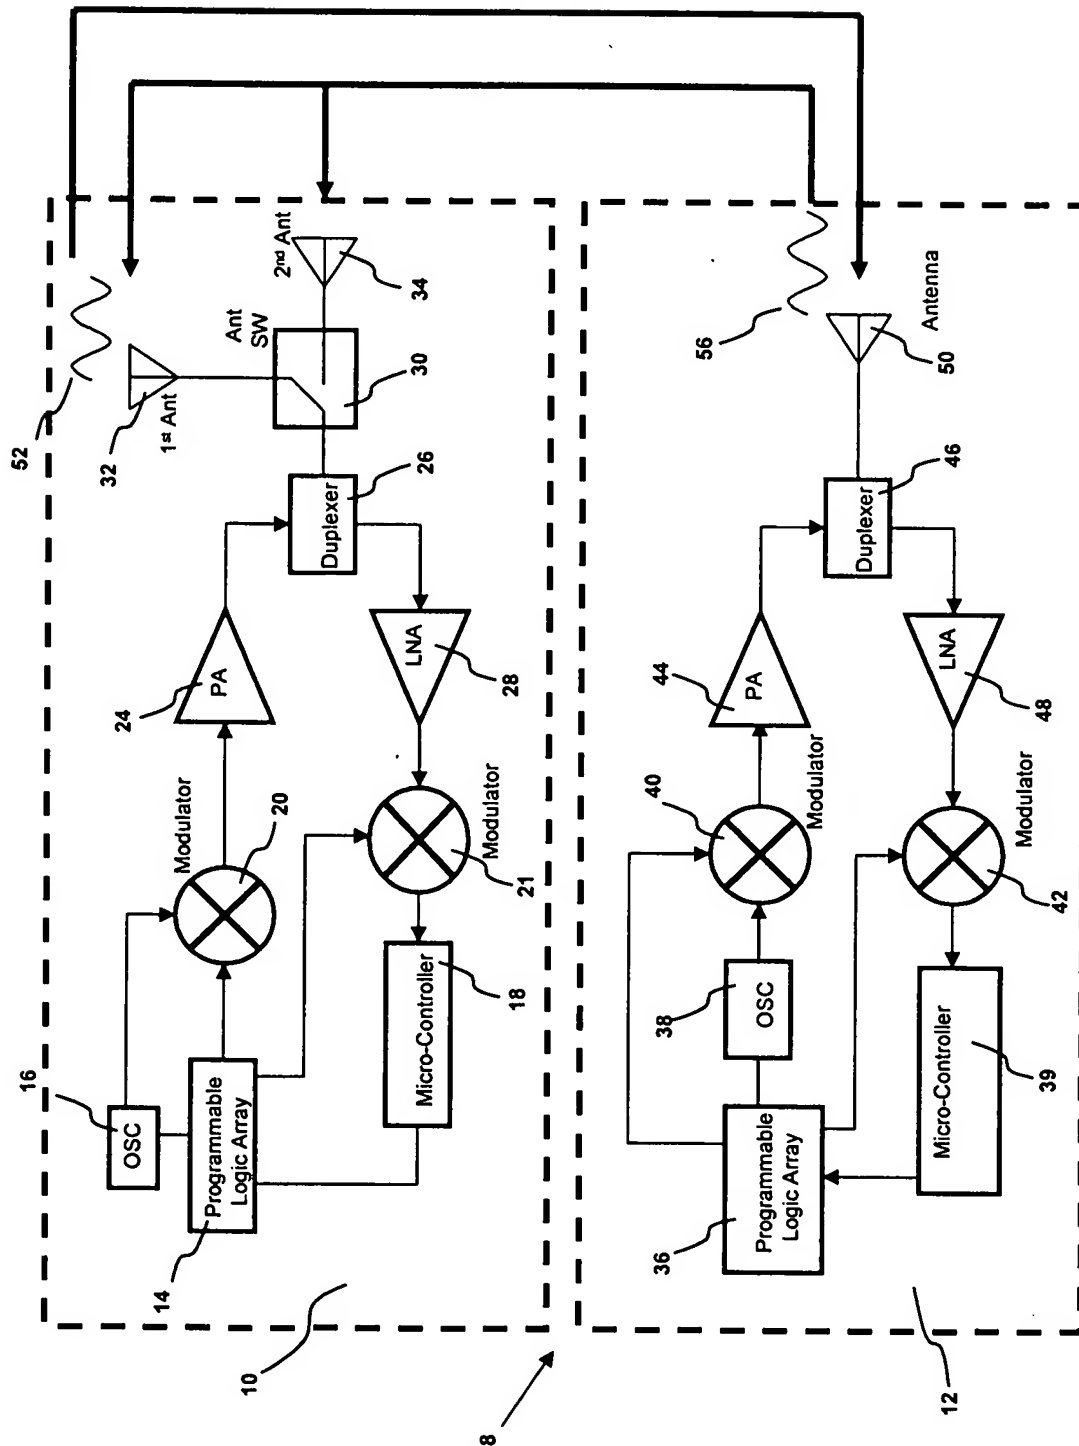 8
10
14
Programmable
Logic Array
OSC
16
Modulator
20
24
PA
Duplexer
26
LNA
28
Modulator
21
Micro-Controller
18
Ant
SW
30
1st Ant
32
2nd Ant
34
52
12
36
Programmable
Logic Array
38
OSC
40
Modulator
44
PA
Duplexer
46
LNA
48
Modulator
42
Micro-Controller
39
56
50
Antenna